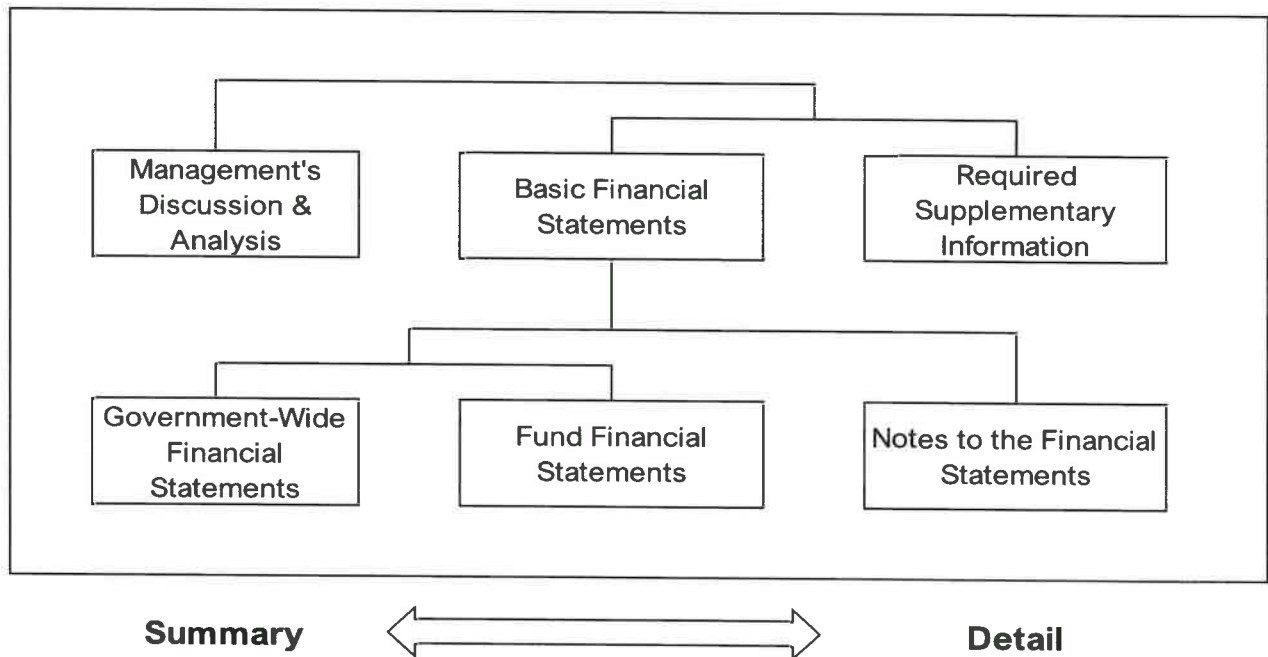 Management's
Discussion &
Analysis
Basic Financial
Statements
Required
Supplementary
Information
Government-Wide
Financial
Statements
Fund Financial
Statements
Notes to the Financial
Statements
Summary
Detail